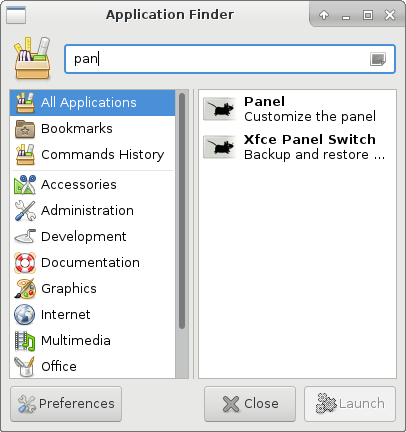 Application Finder
pan
All Applications
Bookmarks
Commands History
Accessories
Administration
Development
Documentation
Graphics
Internet
Multimedia
Office
Panel
Customize the panel
Xfce Panel Switch
Backup and restore ...
Preferences
Close
Launch